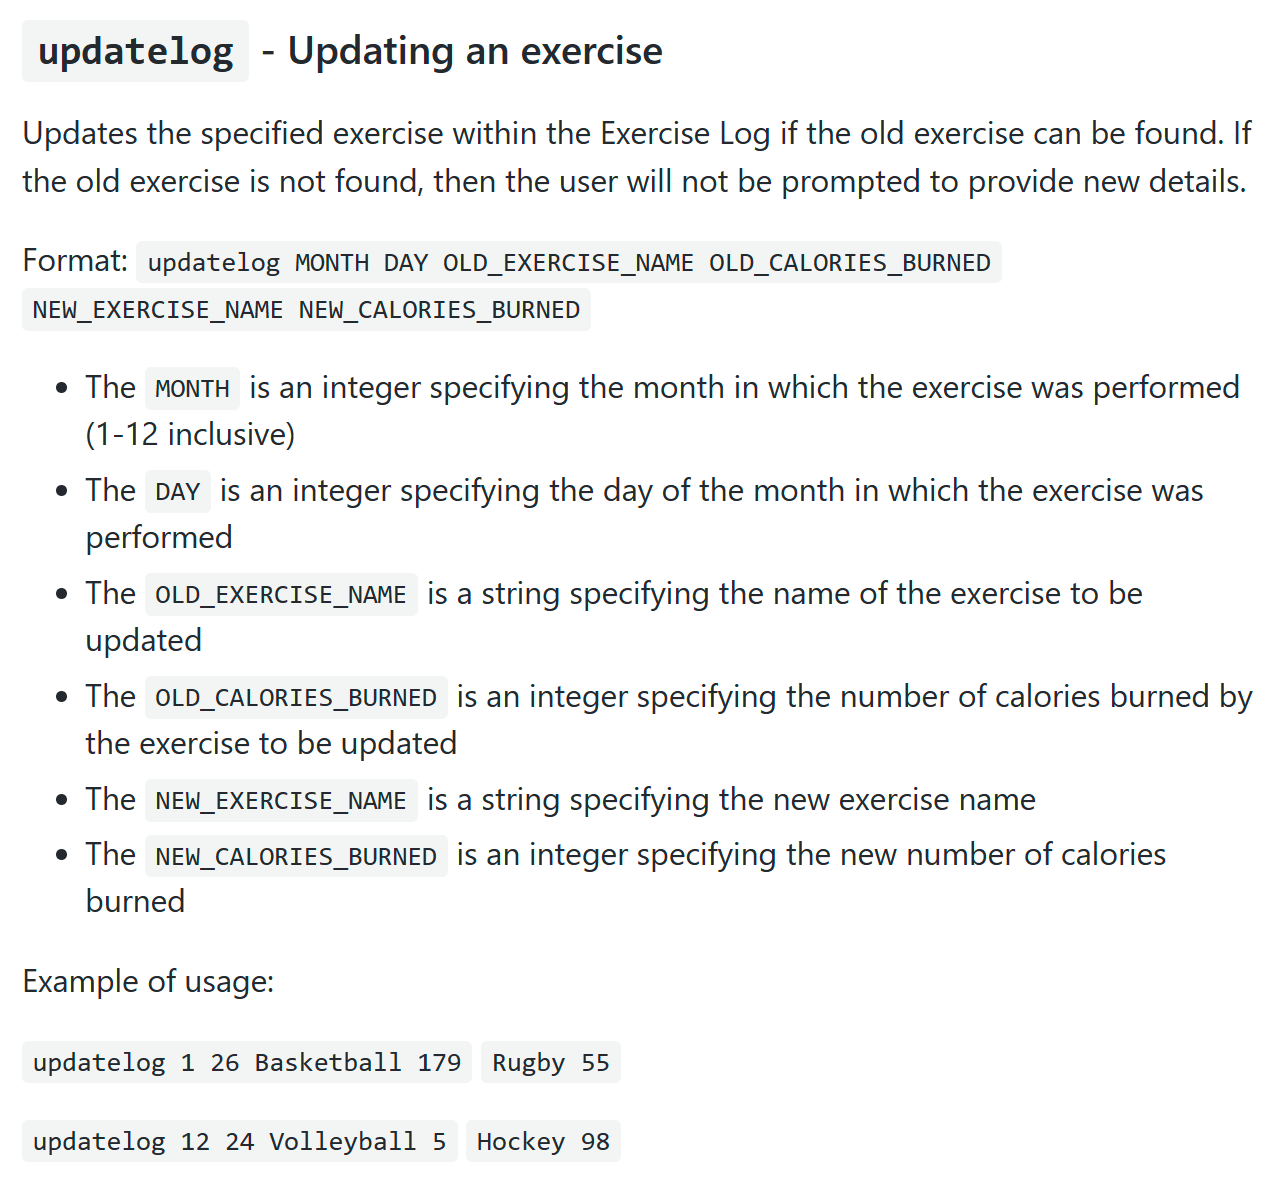 updatelog - Updating an exercise
Updates the specified exercise within the Exercise Log if the old exercise can be found. If
the old exercise is not found, then the user will not be prompted to provide new details.
Format: updatelog MONTH DAY OLD_EXERCISE_NAME OLD_CALORIES_BURNED
NEW_EXERCISE_NAME NEW_CALORIES_BURNED
• The MONTH is an integer specifying the month in which the exercise was performed
(1-12 inclusive)
• The DAY is an integer specifying the day of the month in which the exercise was
performed
• The OLD_EXERCISE_NAME is a string specifying the name of the exercise to be
updated
• The OLD_CALORIES_BURNED is an integer specifying the number of calories burned by
the exercise to be updated
• The NEW_EXERCISE_NAME is a string specifying the new exercise name
• The NEW_CALORIES_BURNED is an integer specifying the new number of calories
burned
Example of usage:
updatelog 1 26 Basketball 179 Rugby 55
updatelog 12 24 Volleyball 5 Hockey 98